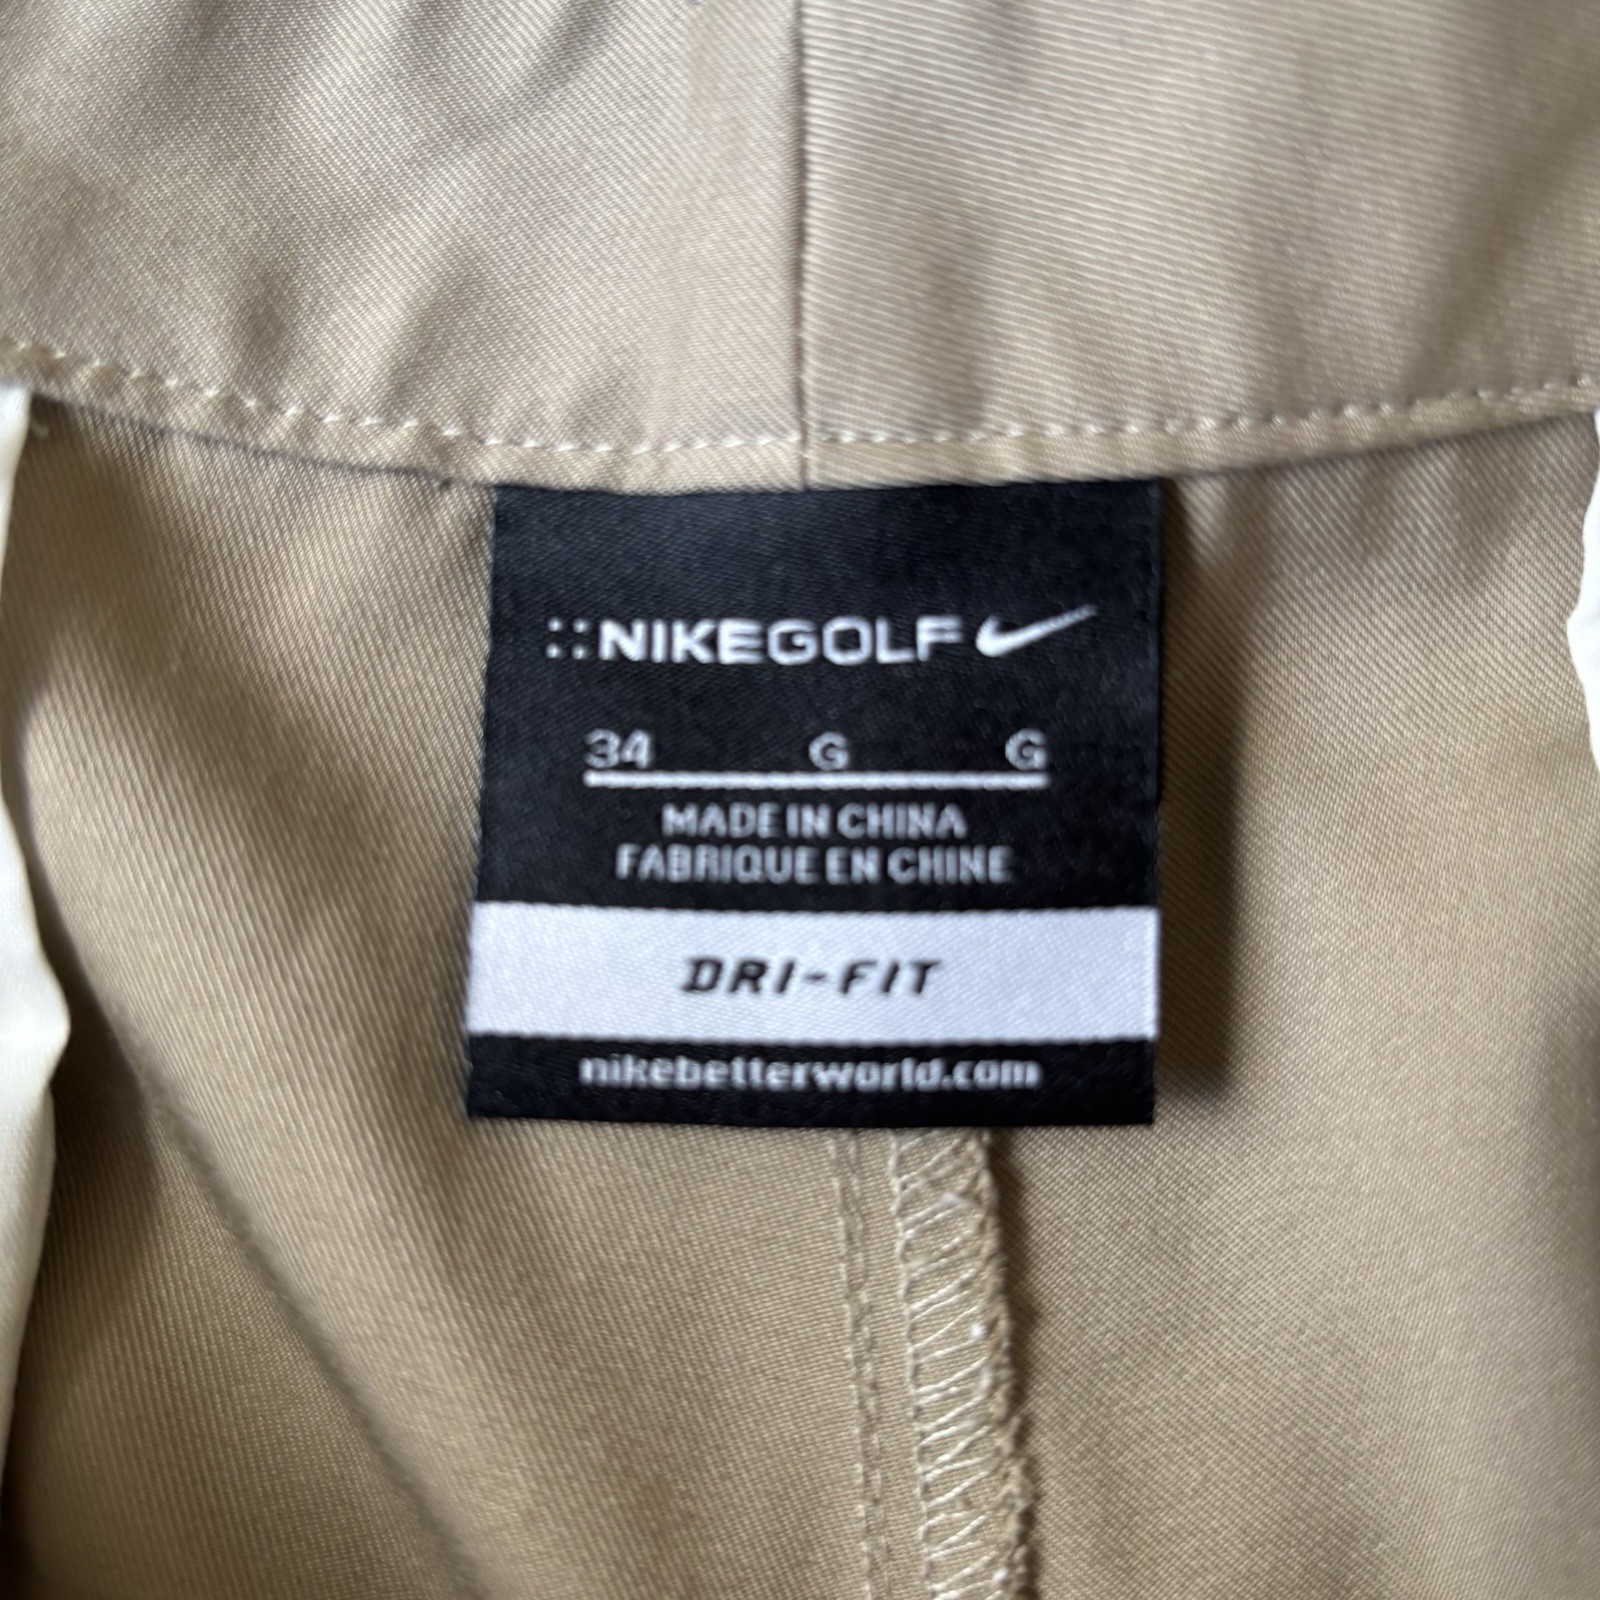 NIKEGOLF
34 G G
MADE IN CHINA
FABRIQUE EN CHINE
DRI-FIT
nikebetterworld.com